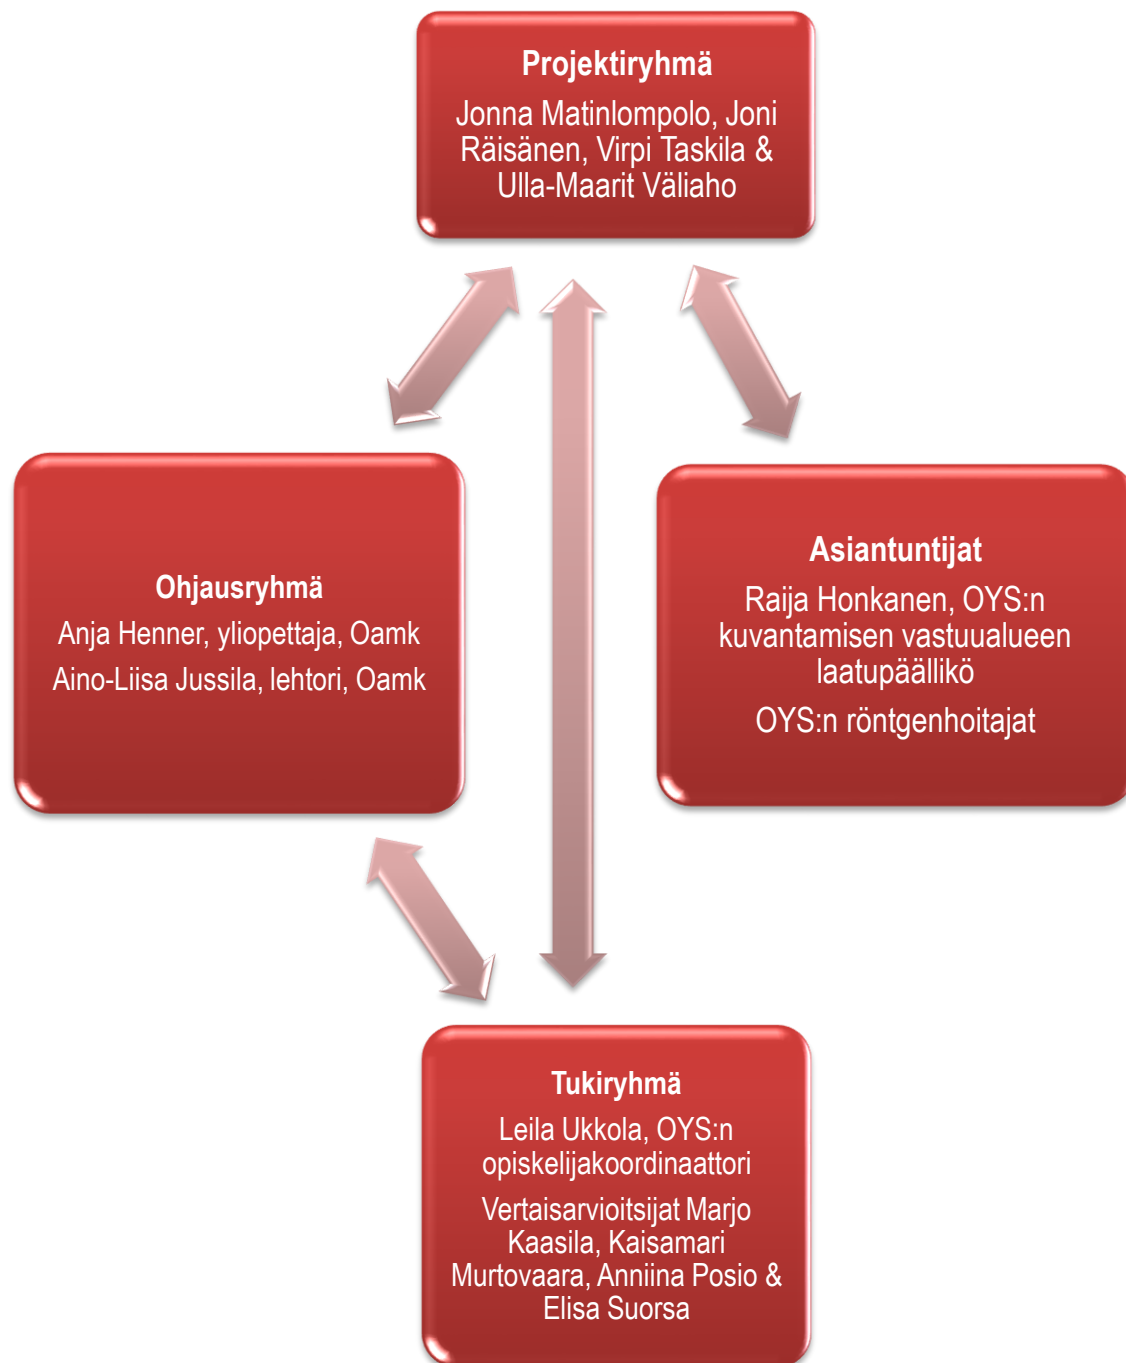 Projektiryhmä
Jonna Matinlompolo, Joni
Räisänen, Virpi Taskila &
Ulla-Maarit Väliaho
Ohjausryhmä
Anja Henner, yliopettaja, Oamk
Aino-Liisa Jussila, lehtori, Oamk
Asiantuntijat
Raija Honkanen, OYS:n
kuvantamisen vastuualueen
laatupäällikö
OYS:n röntgenhoitajat
Tukiryhmä
Leila Ukkola, OYS:n
opiskelijakoordinaattori
Vertaisarvioitsijat Marjo
Kaasila, Kaisamari
Murtovaara, Anniina Posio &
Elisa Suorsa